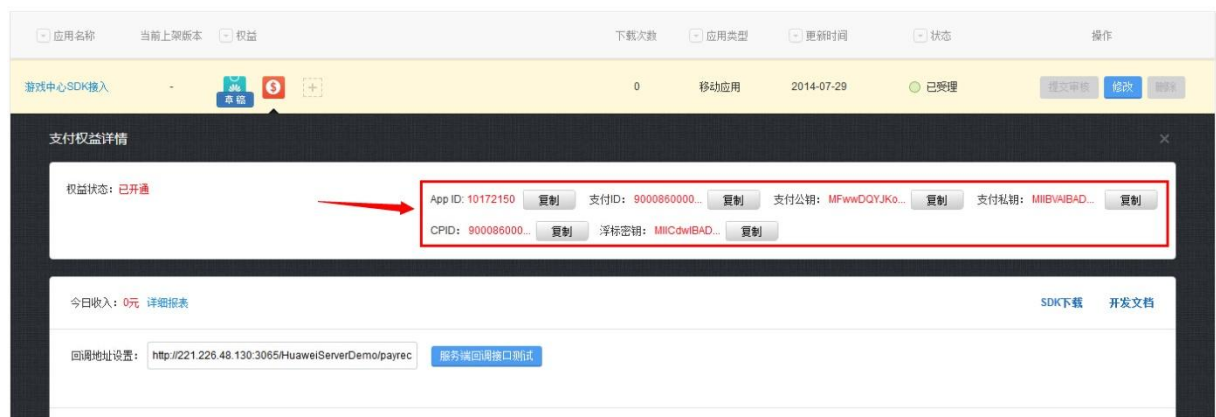 应用名称 当前上架版本 权益 下载次数 应用类型 更新时间 状态 操作
游戏中心SDK接入 - 草稿 0 移动应用 2014-07-29 已受理 提交审核 修改 删除
支付权益详情
权益状态：已开通
App ID: 10172150 复制 支付ID： 9000860000... 复制 支付公钥： MFwwDQYJKo... 复制 支付私钥： MIIBVAIBAD... 复制
CPID： 900086000... 复制 浮标密钥： MIICdwIBAD... 复制
今日收入：0元 详细报表 SDK下载 开发文档
回调地址设置： http://221.226.48.130:3065/HuaweiServerDemo/payrec 服务端回调接口测试